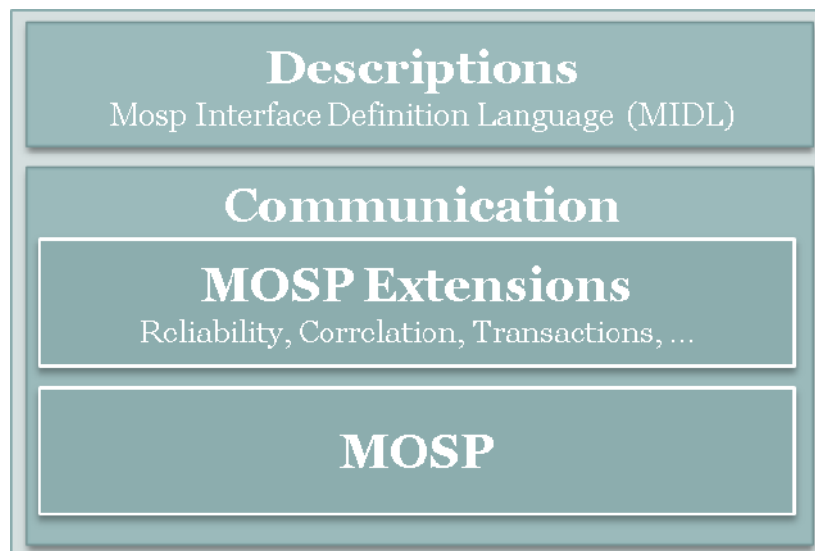 Descriptions
Mosp Interface Definition Language (MIDL)
Communication
MOSP Extensions
Reliability, Correlation, Transactions, ...
MOSP